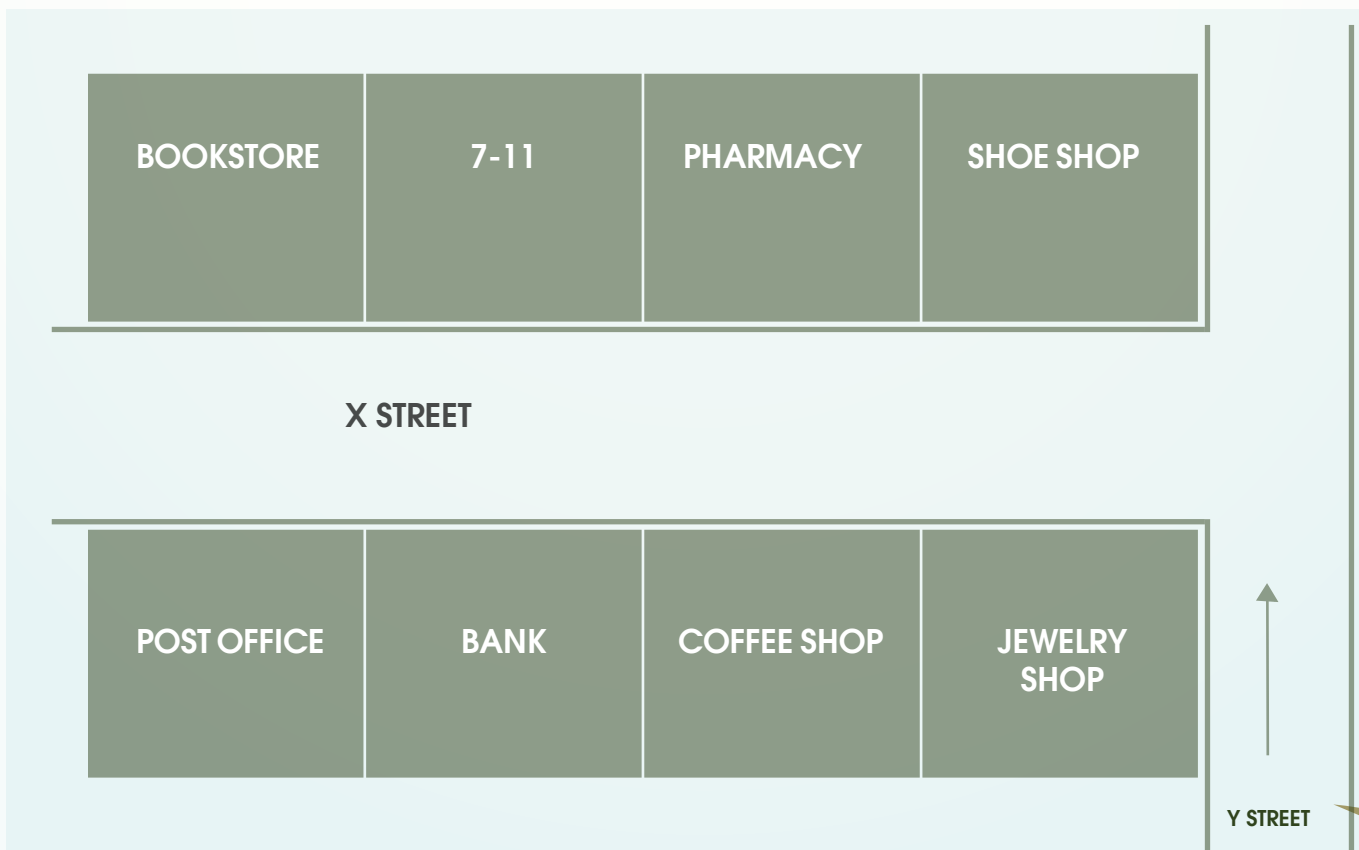 BOOKSTORE
7-11
PHARMACY
SHOE SHOP
X STREET
POST OFFICE
BANK
COFFEE SHOP
JEWELRY
SHOP
Y STREET